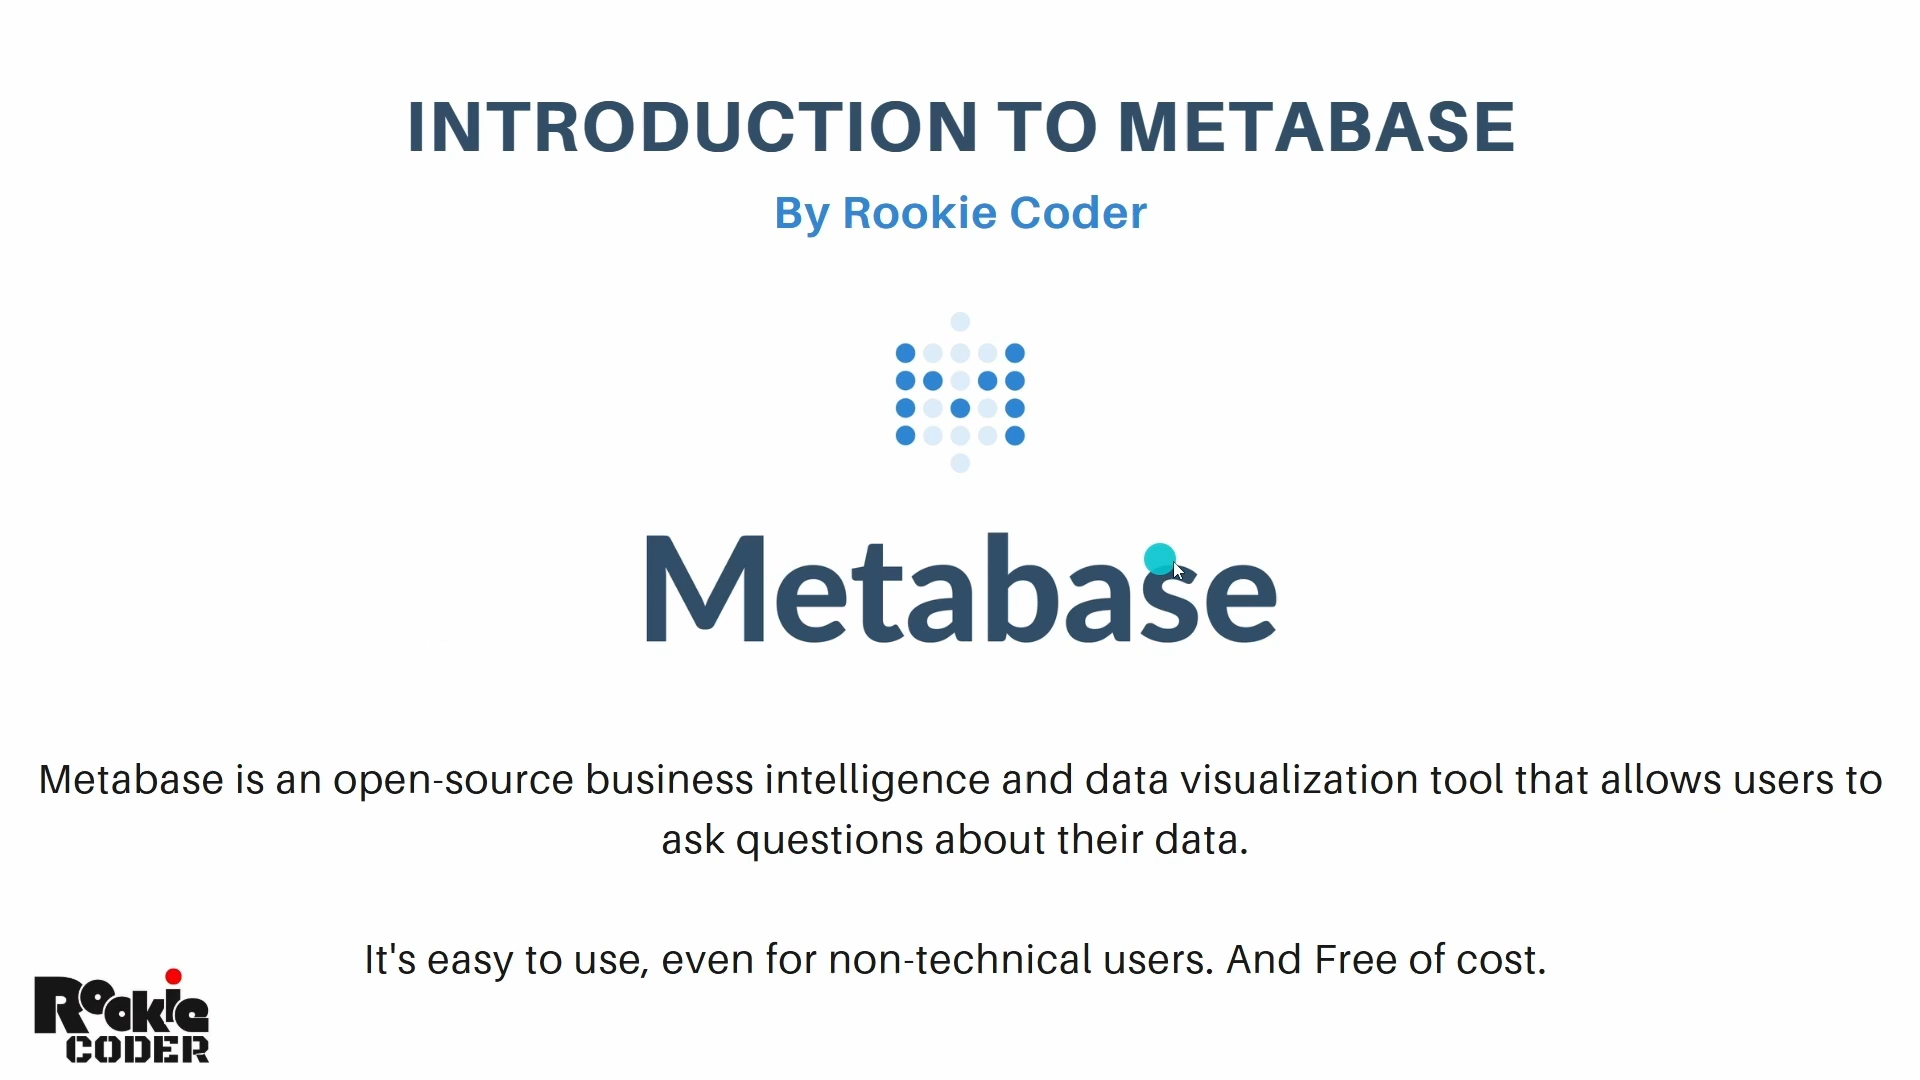 INTRODUCTION TO METABASE
By Rookie Coder
Metabase
Metabase is an open-source business intelligence and data visualization tool that allows users to
ask questions about their data.
It's easy to use, even for non-technical users. And Free of cost.
Rookie
CODER